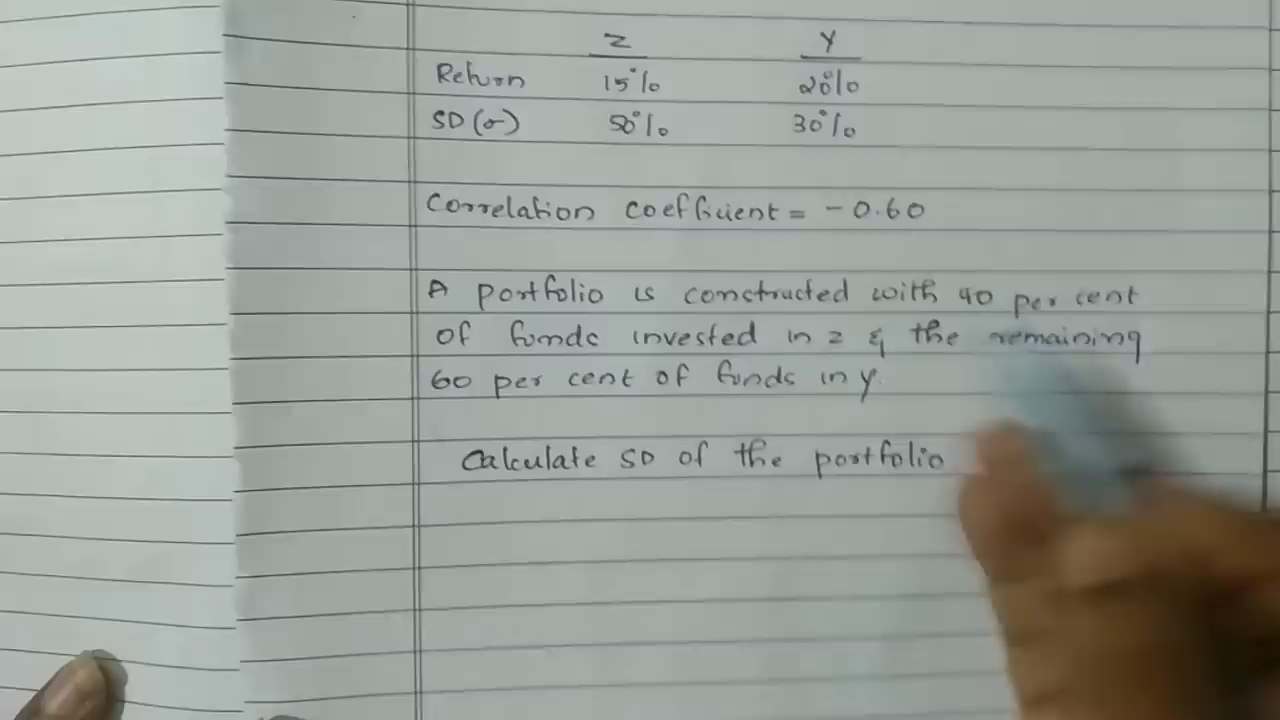 Z Y
Return 15% 20%
SD (σ) 50% 30%
Correlation coefficient = - 0.60
A portfolio is constructed with 40 per cent
of funds invested in z & the remaining
60 per cent of funds in y.
Calculate SD of the portfolio